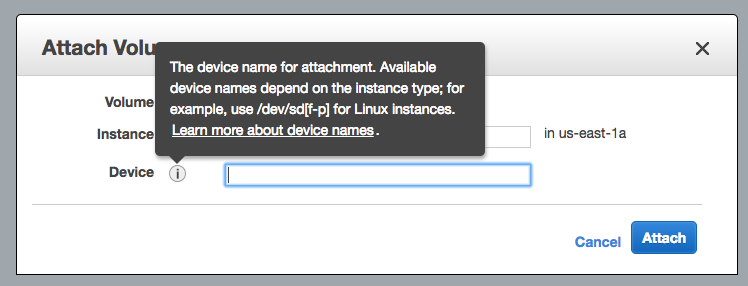 Attach Volu
The device name for attachment. Available
device names depend on the instance type; for
example, use /dev/sd[f-p] for Linux instances.
Learn more about device names.
Volume
Instance
in us-east-1a
Device
Cancel
Attach